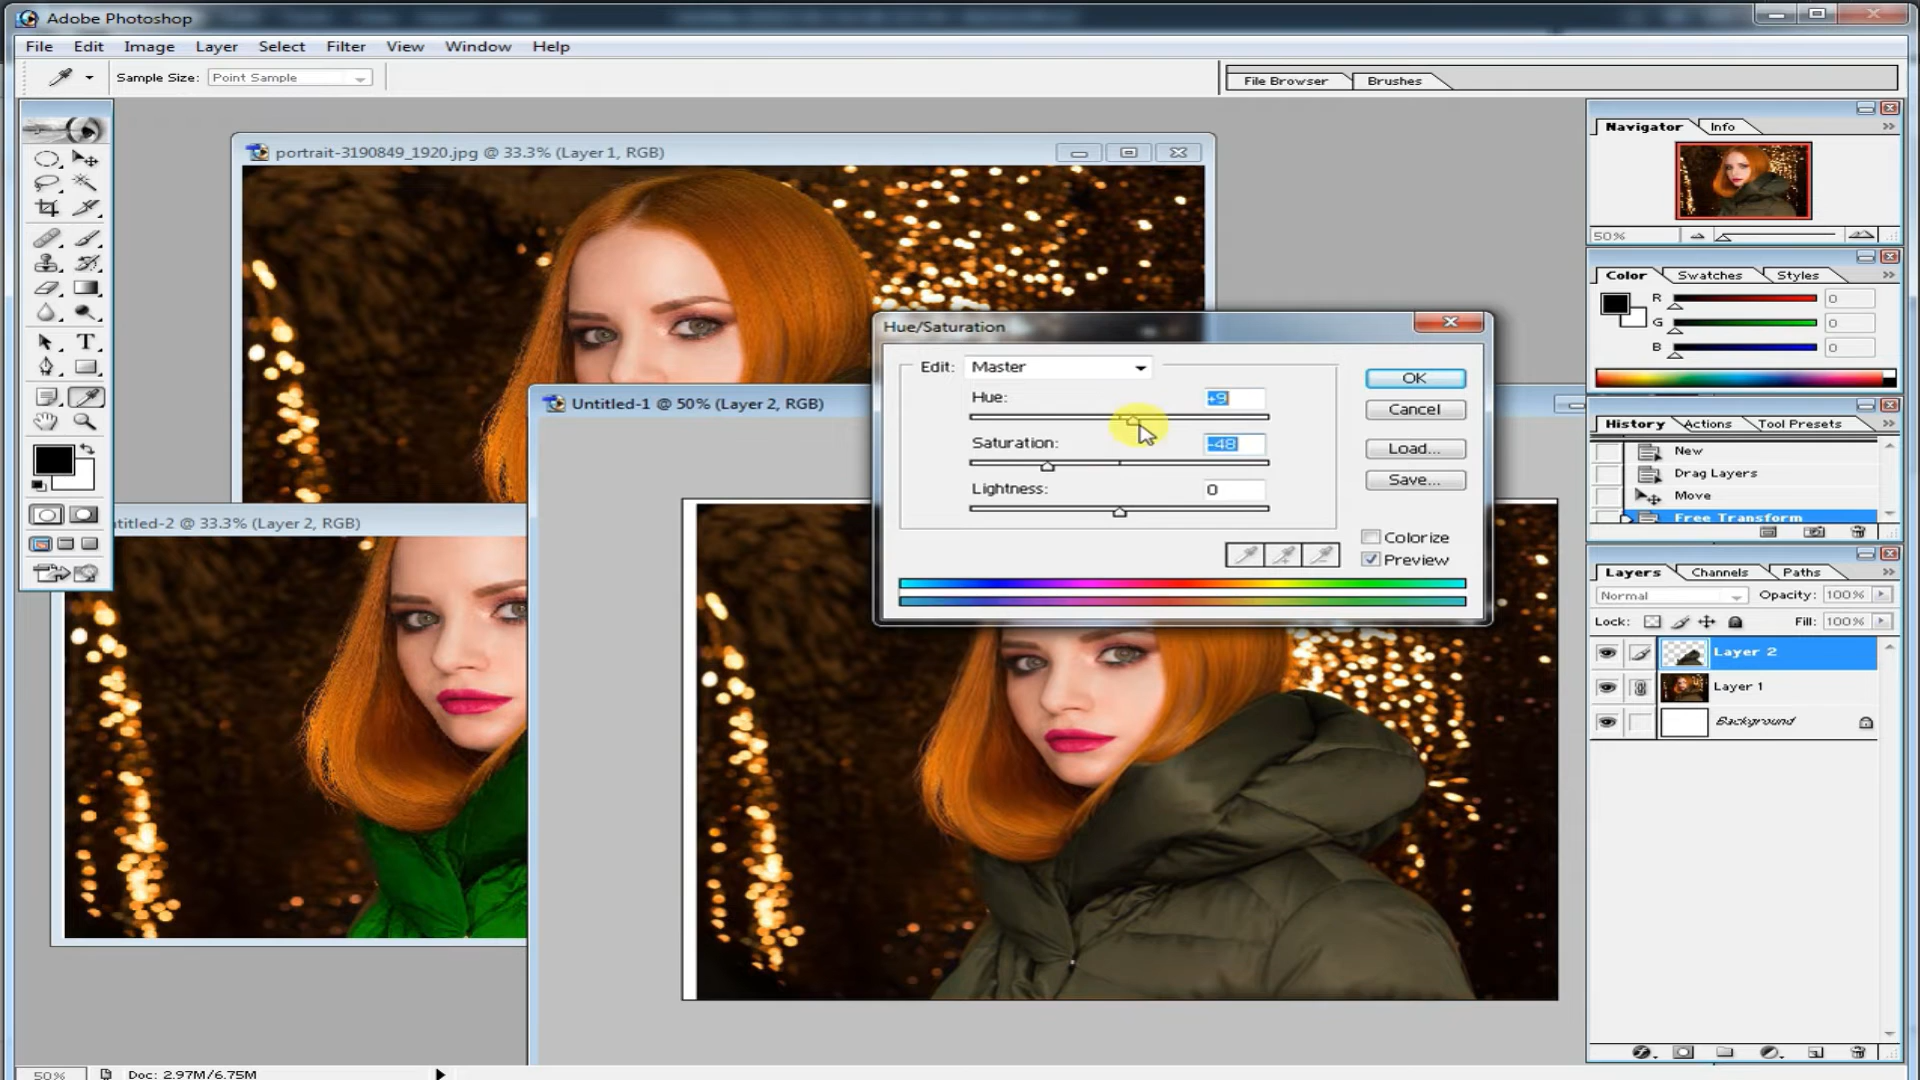 Adobe Photoshop
File Edit Image Layer Select Filter View Window Help
Sample Size: Point Sample
File Browser Brushes
portrait-3190849_1920.jpg @ 33.3% (Layer 1, RGB)
Navigator Info
50%
Color Swatches Styles
R 0
G 0
B 0
Hue/Saturation
Edit: Master
Hue: +9
Saturation: -48
Lightness: 0
OK
Cancel
Load...
Save...
Colorize
Preview
Untitled-1 @ 50% (Layer 2, RGB)
History Actions Tool Presets
New
Drag Layers
Move
Free Transform
ntitled-2 @ 33.3% (Layer 2, RGB)
Layers Channels Paths
Normal Opacity: 100%
Lock: Fill: 100%
Layer 2
Layer 1
Background
50% Doc: 2.97M/6.75M